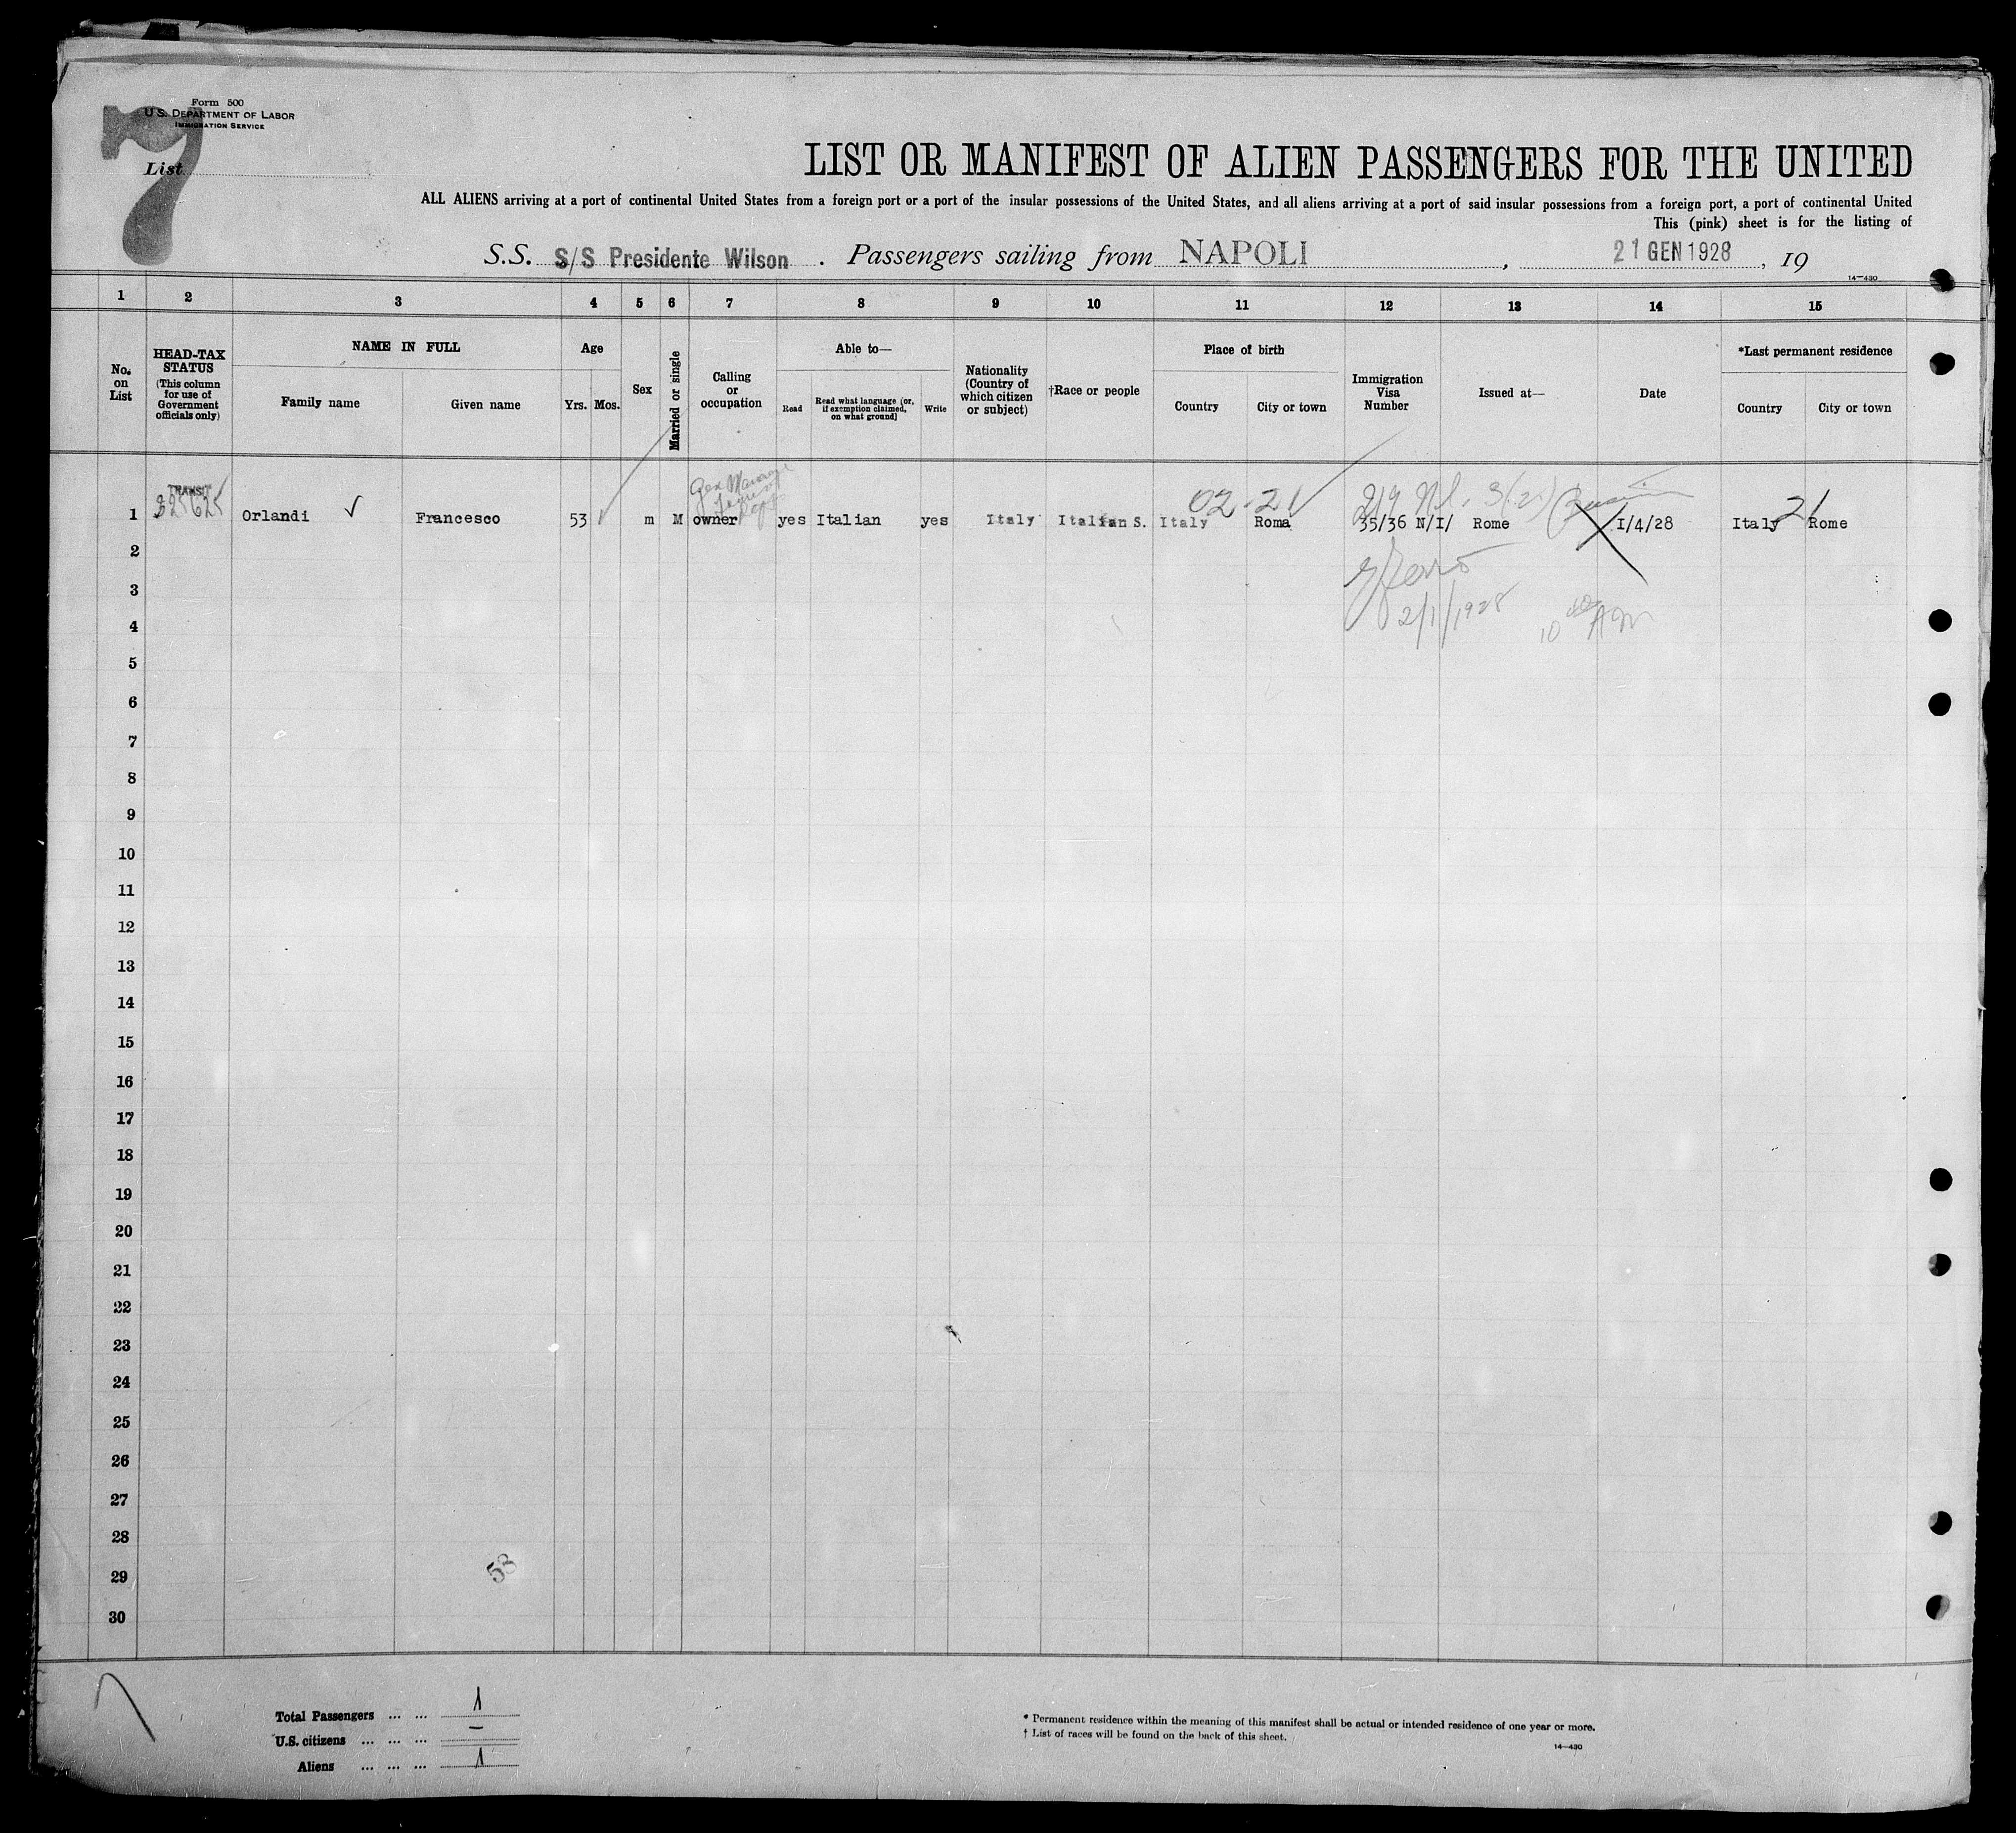 Form 500
U.S. DEPARTMENT OF LABOR
IMMIGRATION SERVICE
7
List
LIST OR MANIFEST OF ALIEN PASSENGERS FOR THE UNITED
ALL ALIENS arriving at a port of continental United States from a foreign port or a port of the insular possessions of the United States, and all aliens arriving at a port of said insular possessions from a foreign port, a port of continental United
This (pink) sheet is for the listing of
S.S. S/S Presidente Wilson. Passengers sailing from NAPOLI, 21 GEN 1928, 19
14—430
1 2 3 4 5 6 7 8 9 10 11 12 13 14 15
No. on List
HEAD-TAX STATUS (This column for use of Government officials only)
NAME IN FULL
Family name
Given name
Age
Yrs. Mos.
Sex
Married or single
Calling or occupation
Able to—
Read
Read what language (or, if exemption claimed, on what ground)
Write
Nationality (Country of which citizen or subject)
†Race or people
Place of birth
Country
City or town
Immigration Visa Number
Issued at—
Date
*Last permanent residence
Country
City or town
TRANSIT
02-21
1 Orlandi Francesco 53 m M owner yes Italian yes Italy Italian S. Italy Roma 35/36 N/I/ Rome I/4/28 Italy 21 Rome
2
2/1/1928
3
4
5
6
7
8
9
10
11
12
13
14
15
16
17
18
19
20
21
22
23
24
25
26
27
28
58
29
30
Total Passengers ... ... 1
U.S. citizens ... ... ... —
Aliens ... ... ... 1
* Permanent residence within the meaning of this manifest shall be actual or intended residence of one year or more.
† List of races will be found on the back of this sheet.
14—430